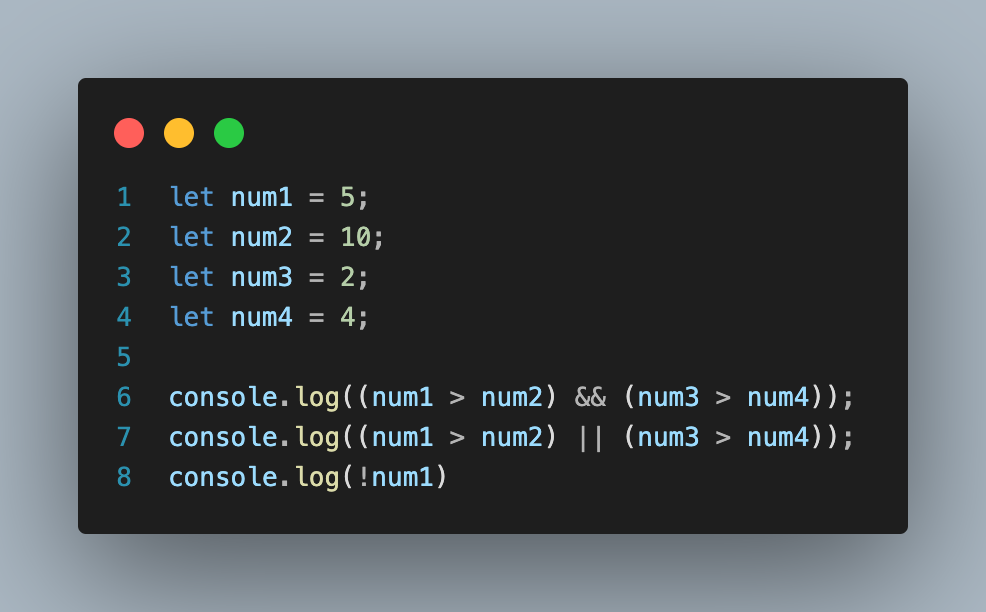 1 let num1 = 5;
2 let num2 = 10;
3 let num3 = 2;
4 let num4 = 4;
5
6 console.log((num1 > num2) && (num3 > num4));
7 console.log((num1 > num2) || (num3 > num4));
8 console.log(!num1)